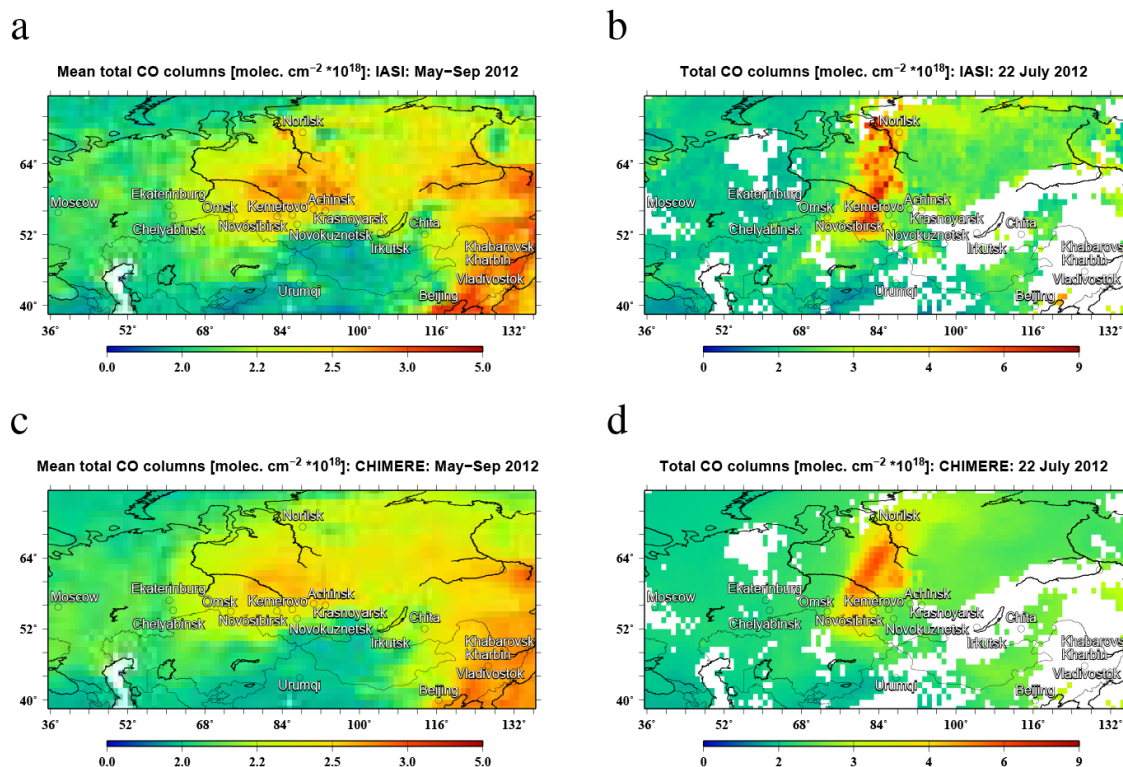 a
Mean total CO columns [molec. cm−2 *10^18]: IASI: May−Sep 2012
Norilsk
64°
Ekaterinburg Achinsk
Moscow Omsk Kemerovo
Krasnoyarsk
Chelyabinsk Novosibirsk Chita
52° Novokuznetsk
Irkutsk Khabarovsk
Kharbin
Vladivostok
Urumqi Beijing
40°
36° 52° 68° 84° 100° 116° 132°
0.0 2.0 2.2 2.5 3.0 5.0
b
Total CO columns [molec. cm−2 *10^18]: IASI: 22 July 2012
Norilsk
64°
Ekaterinburg Achinsk
Moscow Omsk Kemerovo
Krasnoyarsk
Chelyabinsk Novosibirsk Chita
52° Novokuznetsk
Irkutsk Khabarovsk
Kharbin
Vladivostok
Urumqi Beijing
40°
36° 52° 68° 84° 100° 116° 132°
0 2 3 4 6 9
c
Mean total CO columns [molec. cm−2 *10^18]: CHIMERE: May−Sep 2012
Norilsk
64°
Ekaterinburg Achinsk
Moscow Omsk Kemerovo
Krasnoyarsk
Chelyabinsk Novosibirsk Chita
52° Novokuznetsk
Irkutsk Khabarovsk
Kharbin
Vladivostok
Urumqi Beijing
40°
36° 52° 68° 84° 100° 116° 132°
0.0 2.0 2.2 2.5 3.0 5.0
d
Total CO columns [molec. cm−2 *10^18]: CHIMERE: 22 July 2012
Norilsk
64°
Ekaterinburg Achinsk
Moscow Omsk Kemerovo
Krasnoyarsk
Chelyabinsk Novosibirsk Chita
52° Novokuznetsk
Irkutsk Khabarovsk
Kharbin
Vladivostok
Urumqi Beijing
40°
36° 52° 68° 84° 100° 116° 132°
0 2 3 4 6 9